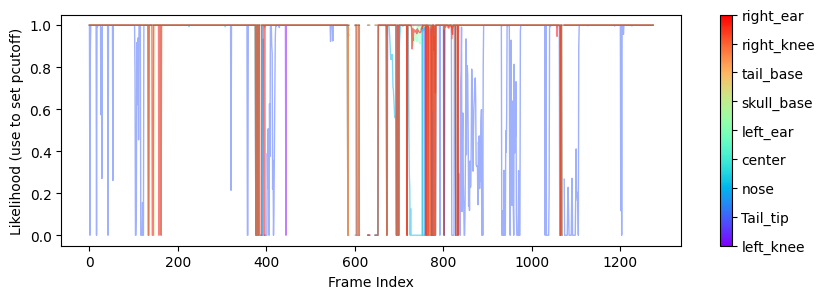 Likelihood (use to set pcutoff)
1.0
0.8
0.6
0.4
0.2
0.0
0
200
400
600
800
1000
1200
Frame Index
right_ear
right_knee
tail_base
skull_base
left_ear
center
nose
Tail_tip
left_knee